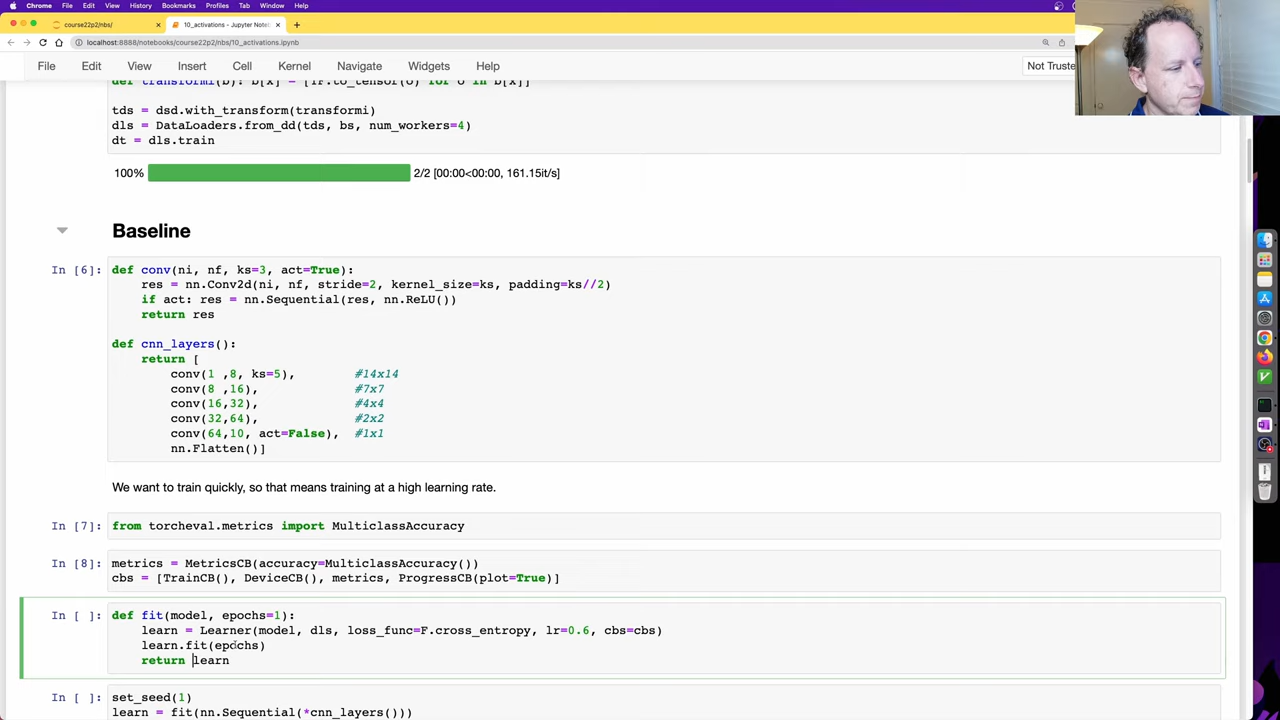 Chrome File Edit View History Bookmarks Profiles Tab Window Help
course22p2/nbs/ 10_activations - Jupyter Note
localhost:8888/notebooks/course22p2/nbs/10_activations.ipynb
File Edit View Insert Cell Kernel Navigate Widgets Help Not Truste
def transformi(b): b[x] = [TF.to_tensor(o) for o in b[x]]
tds = dsd.with_transform(transformi)
dls = DataLoaders.from_dd(tds, bs, num_workers=4)
dt = dls.train
100% 2/2 [00:00<00:00, 161.15it/s]
Baseline
In [6]: def conv(ni, nf, ks=3, act=True):
res = nn.Conv2d(ni, nf, stride=2, kernel_size=ks, padding=ks//2)
if act: res = nn.Sequential(res, nn.ReLU())
return res
def cnn_layers():
return [
conv(1 ,8, ks=5), #14x14
conv(8 ,16), #7x7
conv(16,32), #4x4
conv(32,64), #2x2
conv(64,10, act=False), #1x1
nn.Flatten()]
We want to train quickly, so that means training at a high learning rate.
In [7]: from torcheval.metrics import MulticlassAccuracy
In [8]: metrics = MetricsCB(accuracy=MulticlassAccuracy())
cbs = [TrainCB(), DeviceCB(), metrics, ProgressCB(plot=True)]
In [ ]: def fit(model, epochs=1):
learn = Learner(model, dls, loss_func=F.cross_entropy, lr=0.6, cbs=cbs)
learn.fit(epochs)
return learn
In [ ]: set_seed(1)
learn = fit(nn.Sequential(*cnn_layers()))